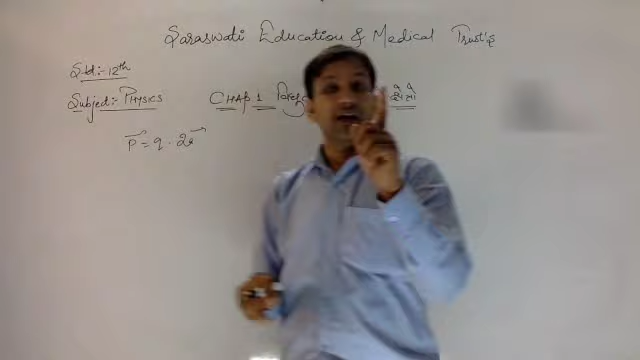 Saraswati Education & Medical Trust's
Std:- 12th
Subject:- Physics Chap. 1
p⃗ = q · 2a⃗